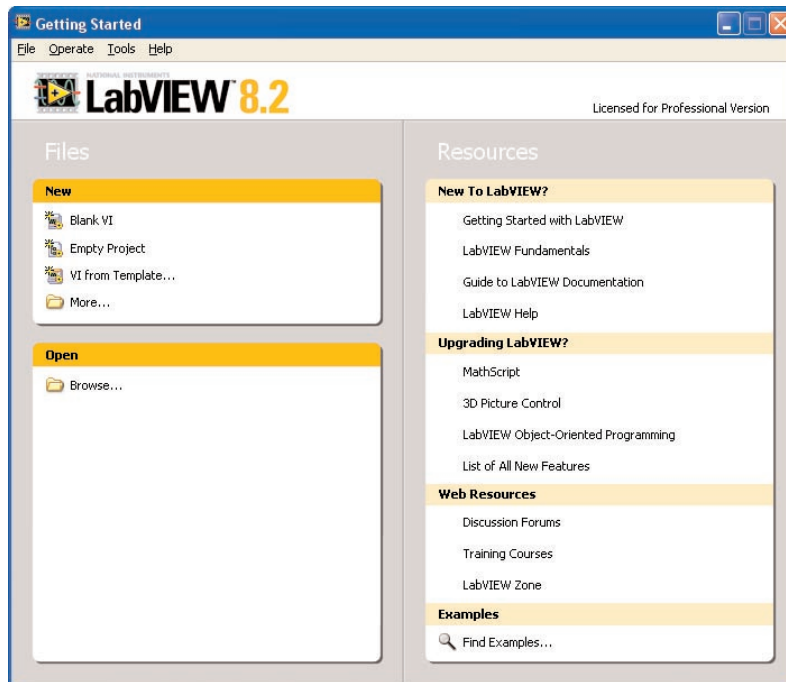 Getting Started
File Operate Tools Help
NATIONAL INSTRUMENTS
LabVIEW™ 8.2
Licensed for Professional Version
Files
New
Blank VI
Empty Project
VI from Template...
More...
Open
Browse...
Resources
New To LabVIEW?
Getting Started with LabVIEW
LabVIEW Fundamentals
Guide to LabVIEW Documentation
LabVIEW Help
Upgrading LabVIEW?
MathScript
3D Picture Control
LabVIEW Object-Oriented Programming
List of All New Features
Web Resources
Discussion Forums
Training Courses
LabVIEW Zone
Examples
Find Examples...